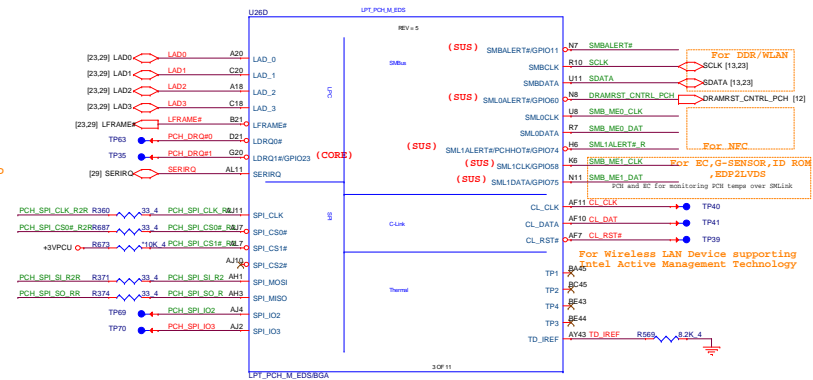 U26D
LPT_PCH_M_EDS
REV = 5
[23,29] LAD0 LAD0 A20 LAD_0
[23,29] LAD1 LAD1 C20 LAD_1
[23,29] LAD2 LAD2 A18 LAD_2
[23,29] LAD3 LAD3 C18 LAD_3
[23,29] LFRAME# LFRAME# B21 LFRAME#
TP63 PCH_DRQ#0 D21 LDRQ0#
TP35 PCH_DRQ#1 G20 LDRQ1#/GPIO23 (CORE)
[29] SERIRQ SERIRQ AL11 SERIRQ
PCH_SPI_CLK_R2R R360 33_4 AJ11 SPI_CLK
PCH_SPI_CS0#_R2R R687 33_4 AJ7 SPI_CS0#
+3VPCU R673 *10K_4 PCH_SPI_CS1#_R AL7 SPI_CS1#
AJ10 SPI_CS2#
PCH_SPI_SI_R2R R371 33_4 PCH_SPI_SI_R2 AH1 SPI_MOSI
PCH_SPI_SO_RR R374 33_4 PCH_SPI_SO_R AH3 SPI_MISO
TP69 PCH_SPI_IO2 AJ4 SPI_IO2
TP70 PCH_SPI_IO3 AJ2 SPI_IO3
LPC
SPI
SMBus
C-Link
Thermal
(SUS) SMBALERT#/GPIO11 N7 SMBALERT#
For DDR/WLAN
SMBCLK R10 SCLK SCLK [13,23]
SMBDATA U11 SDATA SDATA [13,23]
(SUS) SML0ALERT#/GPIO60 N8 DRAMRST_CNTRL_PCH DRAMRST_CNTRL_PCH [12]
SML0CLK U8 SMB_ME0_CLK
SML0DATA R7 SMB_ME0_DAT
(SUS) SML1ALERT#/PCHHOT#/GPIO74 H6 SML1ALERT#_R
For NFC
(SUS) SML1CLK/GPIO58 K6 SMB_ME1_CLK
For EC,G-SENSOR,ID ROM
,EDP2LVDS
(SUS) SML1DATA/GPIO75 N11 SMB_ME1_DAT
PCH and EC for monitoring PCH temps over SMLink
CL_CLK AF11 CL_CLK TP40
CL_DATA AF10 CL_DAT TP41
CL_RST# AF7 CL_RST# TP39
For Wireless LAN Device supporting
Intel Active Management Technology
TP1 BA45
TP2 BC45
TP4 BE43
TP3 BE44
TD_IREF AY43 TD_IREF R569 8.2K_4
3 OF 11
LPT_PCH_M_EDS/BGA